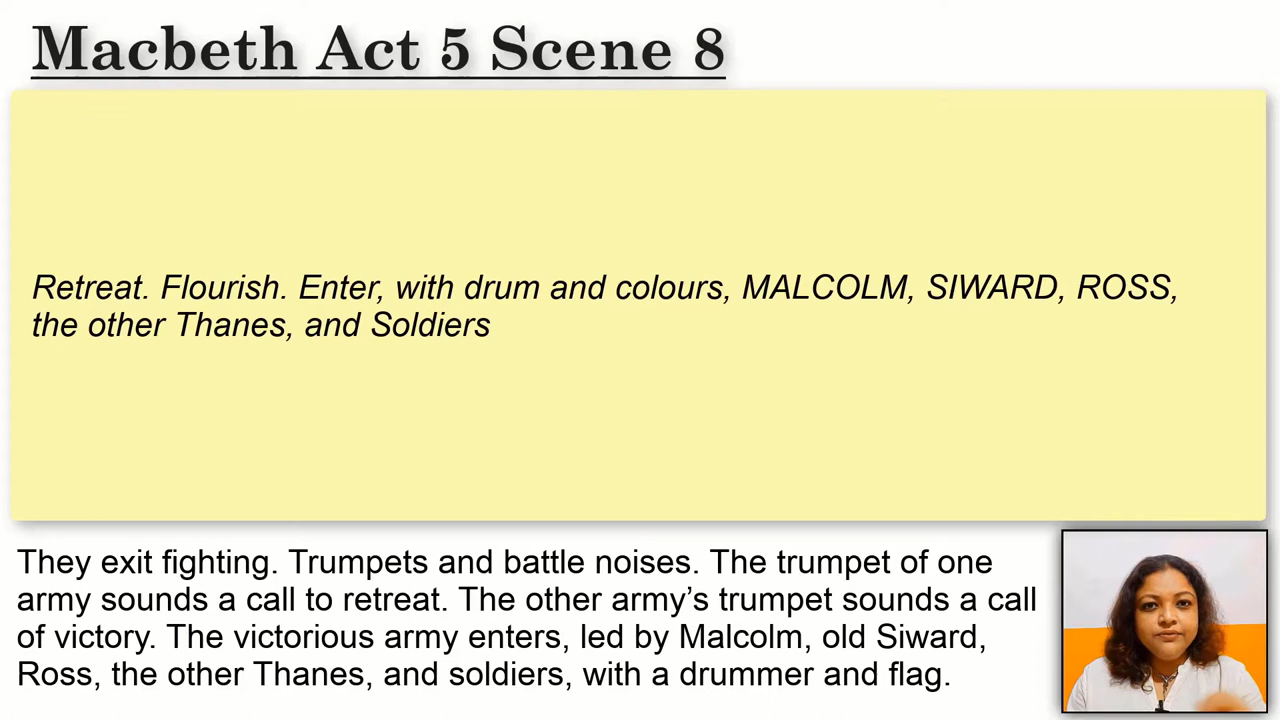 Macbeth Act 5 Scene 8
Retreat. Flourish. Enter, with drum and colours, MALCOLM, SIWARD, ROSS,
the other Thanes, and Soldiers
They exit fighting. Trumpets and battle noises. The trumpet of one
army sounds a call to retreat. The other army’s trumpet sounds a call
of victory. The victorious army enters, led by Malcolm, old Siward,
Ross, the other Thanes, and soldiers, with a drummer and flag.